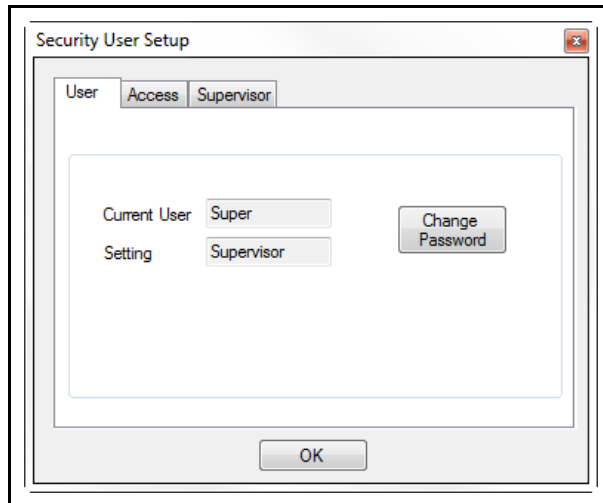 Security User Setup
User Access Supervisor
Current User Super
Change
Password
Setting Supervisor
OK